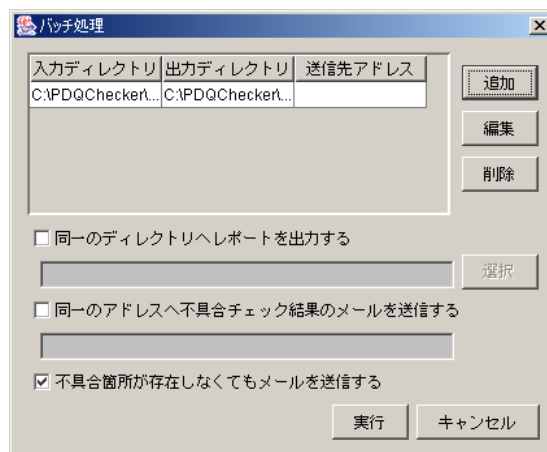 バッチ処理
入力ディレクトリ 出力ディレクトリ 送信先アドレス
C:\PDQChecker\... C:\PDQChecker\...
追加
編集
削除
同一のディレクトリへレポートを出力する
選択
同一のアドレスへ不具合チェック結果のメールを送信する
不具合箇所が存在しなくてもメールを送信する
実行 キャンセル